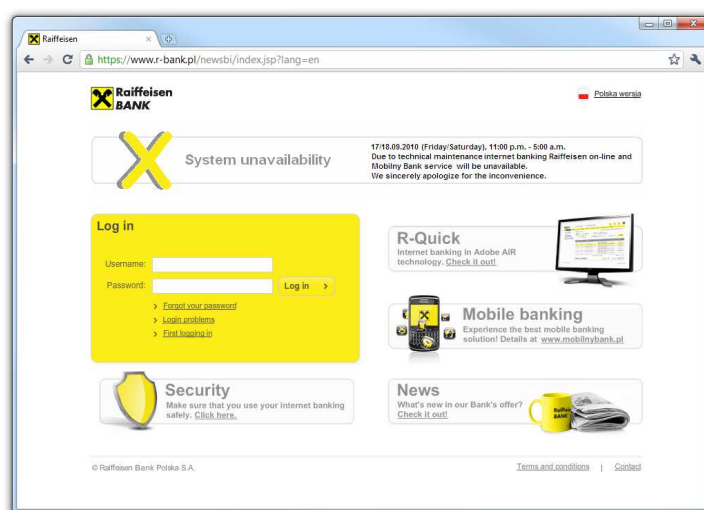 Raiffeisen
https://www.r-bank.pl/newsbi/index.jsp?lang=en
Raiffeisen
BANK
Polska wersja
System unavailability
17/18.09.2010 (Friday/Saturday), 11:00 p.m. - 5:00 a.m.
Due to technical maintenance internet banking Raiffeisen on-line and
Mobilny Bank service will be unavailable.
We sincerely apologize for the inconvenience.
Log in
Username:
Password:
Log in >
> Forgot your password
> Login problems
> First logging in
R-Quick
Internet banking in Adobe AIR
technology. Check it out!
Mobile banking
Experience the best mobile banking
solution! Details at www.mobilnybank.pl
Security
Make sure that you use your internet banking
safely. Click here.
News
What's new in our Bank's offer?
Check it out!
Raiffeisen
BANK
© Raiffeisen Bank Polska S.A.
Terms and conditions | Contact